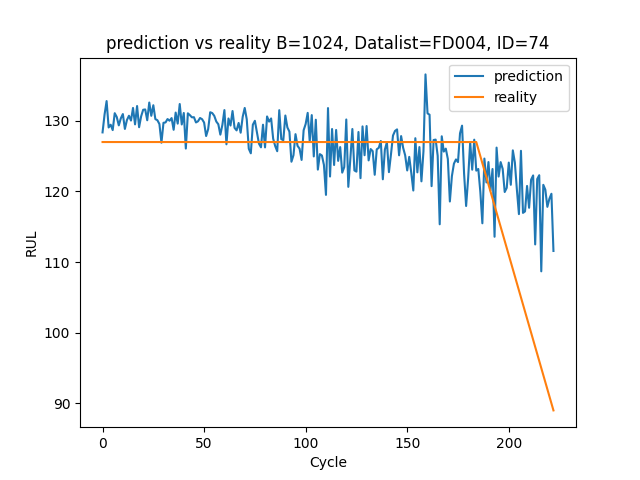 prediction vs reality B=1024, Datalist=FD004, ID=74
prediction
reality
RUL
130
120
110
100
90
0
50
100
150
200
Cycle